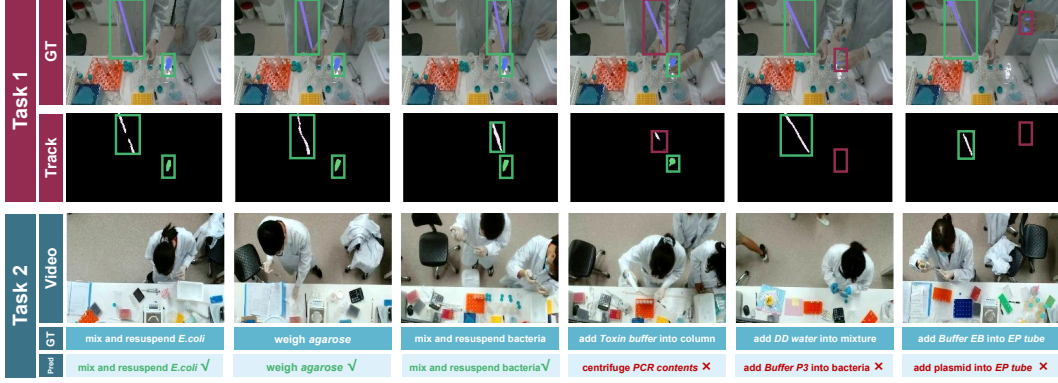 Task 1
GT
Track
Task 2
Video
GT
mix and resuspend E.coli
weigh agarose
mix and resuspend bacteria
add Toxin buffer into column
add DD water into mixture
add Buffer EB into EP tube
Pred
mix and resuspend E.coli √
weigh agarose √
mix and resuspend bacteria√
centrifuge PCR contents ×
add Buffer P3 into bacteria ×
add plasmid into EP tube ×